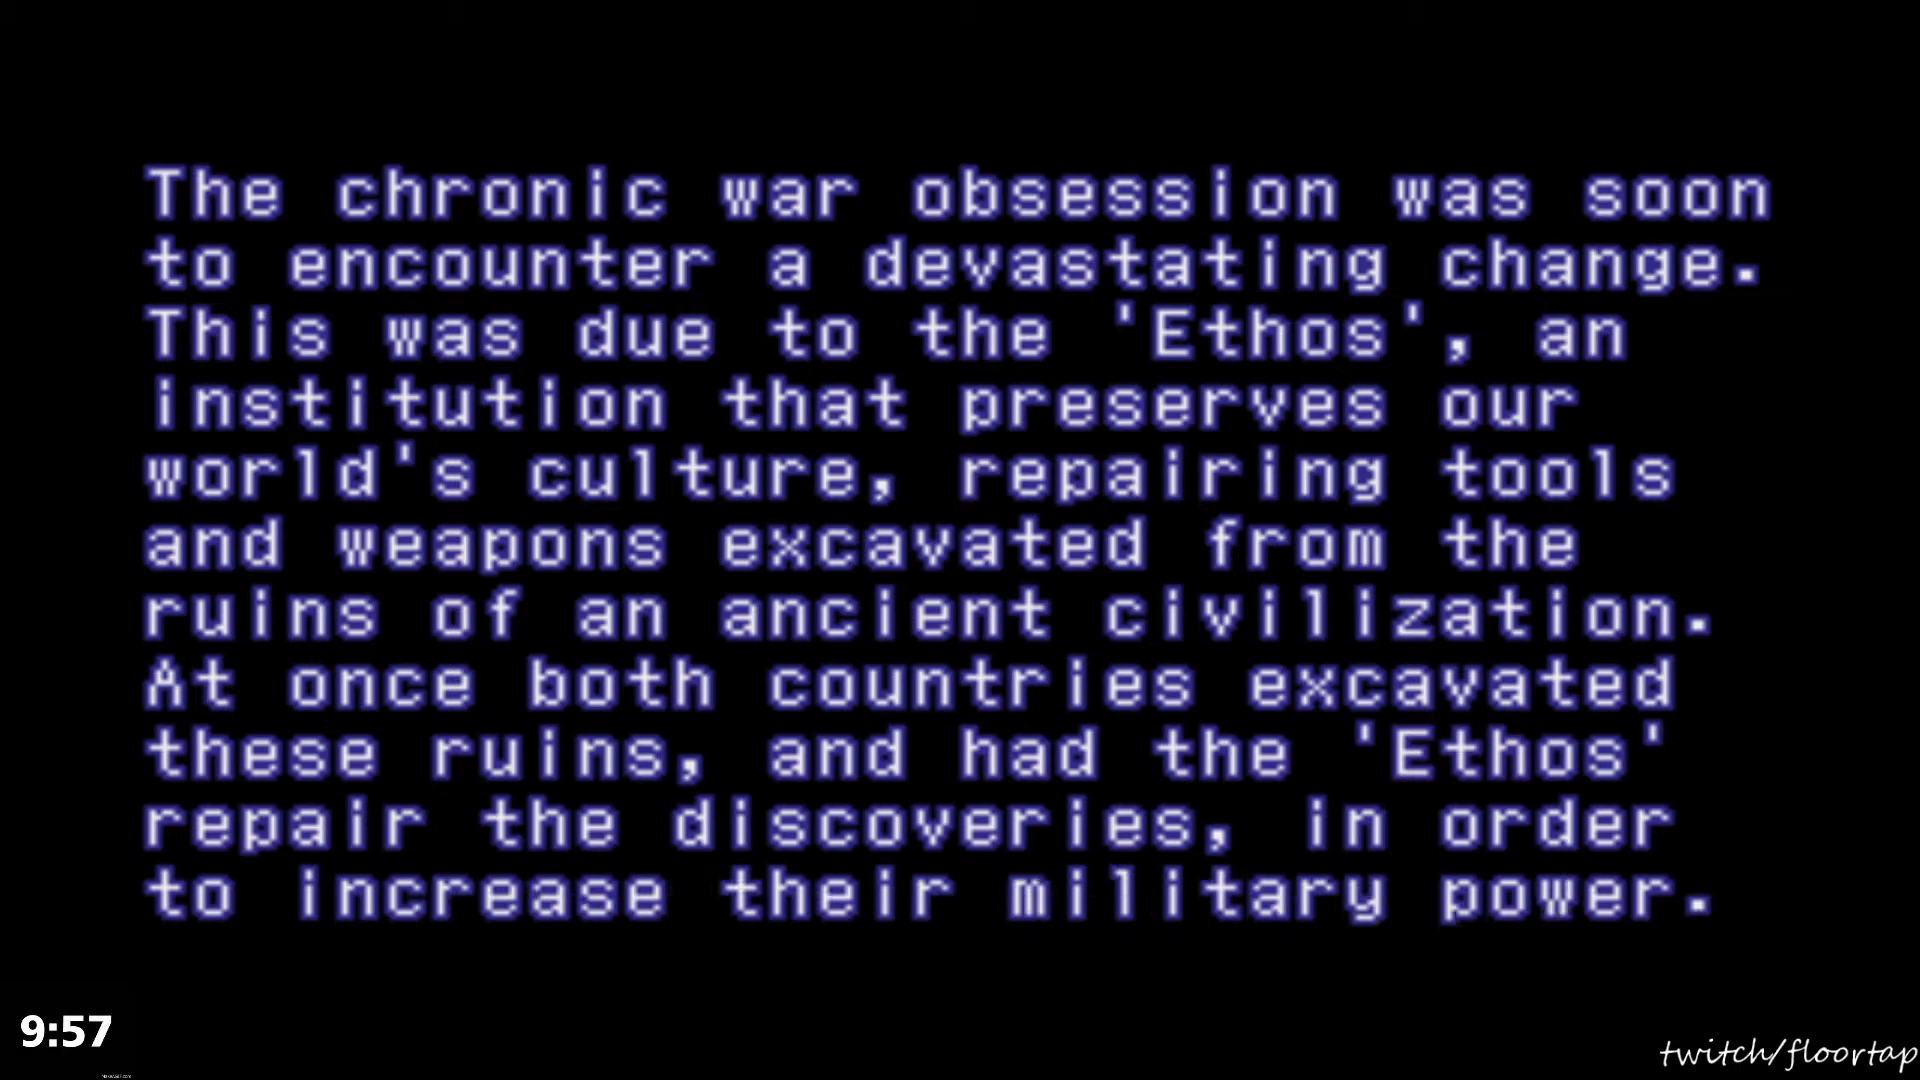 The chronic war obsession was soon
to encounter a devastating change.
This was due to the 'Ethos', an
institution that preserves our
world's culture, repairing tools
and weapons excavated from the
ruins of an ancient civilization.
At once both countries excavated
these ruins, and had the 'Ethos'
repair the discoveries, in order
to increase their military power.
9:57
twitch/floortap